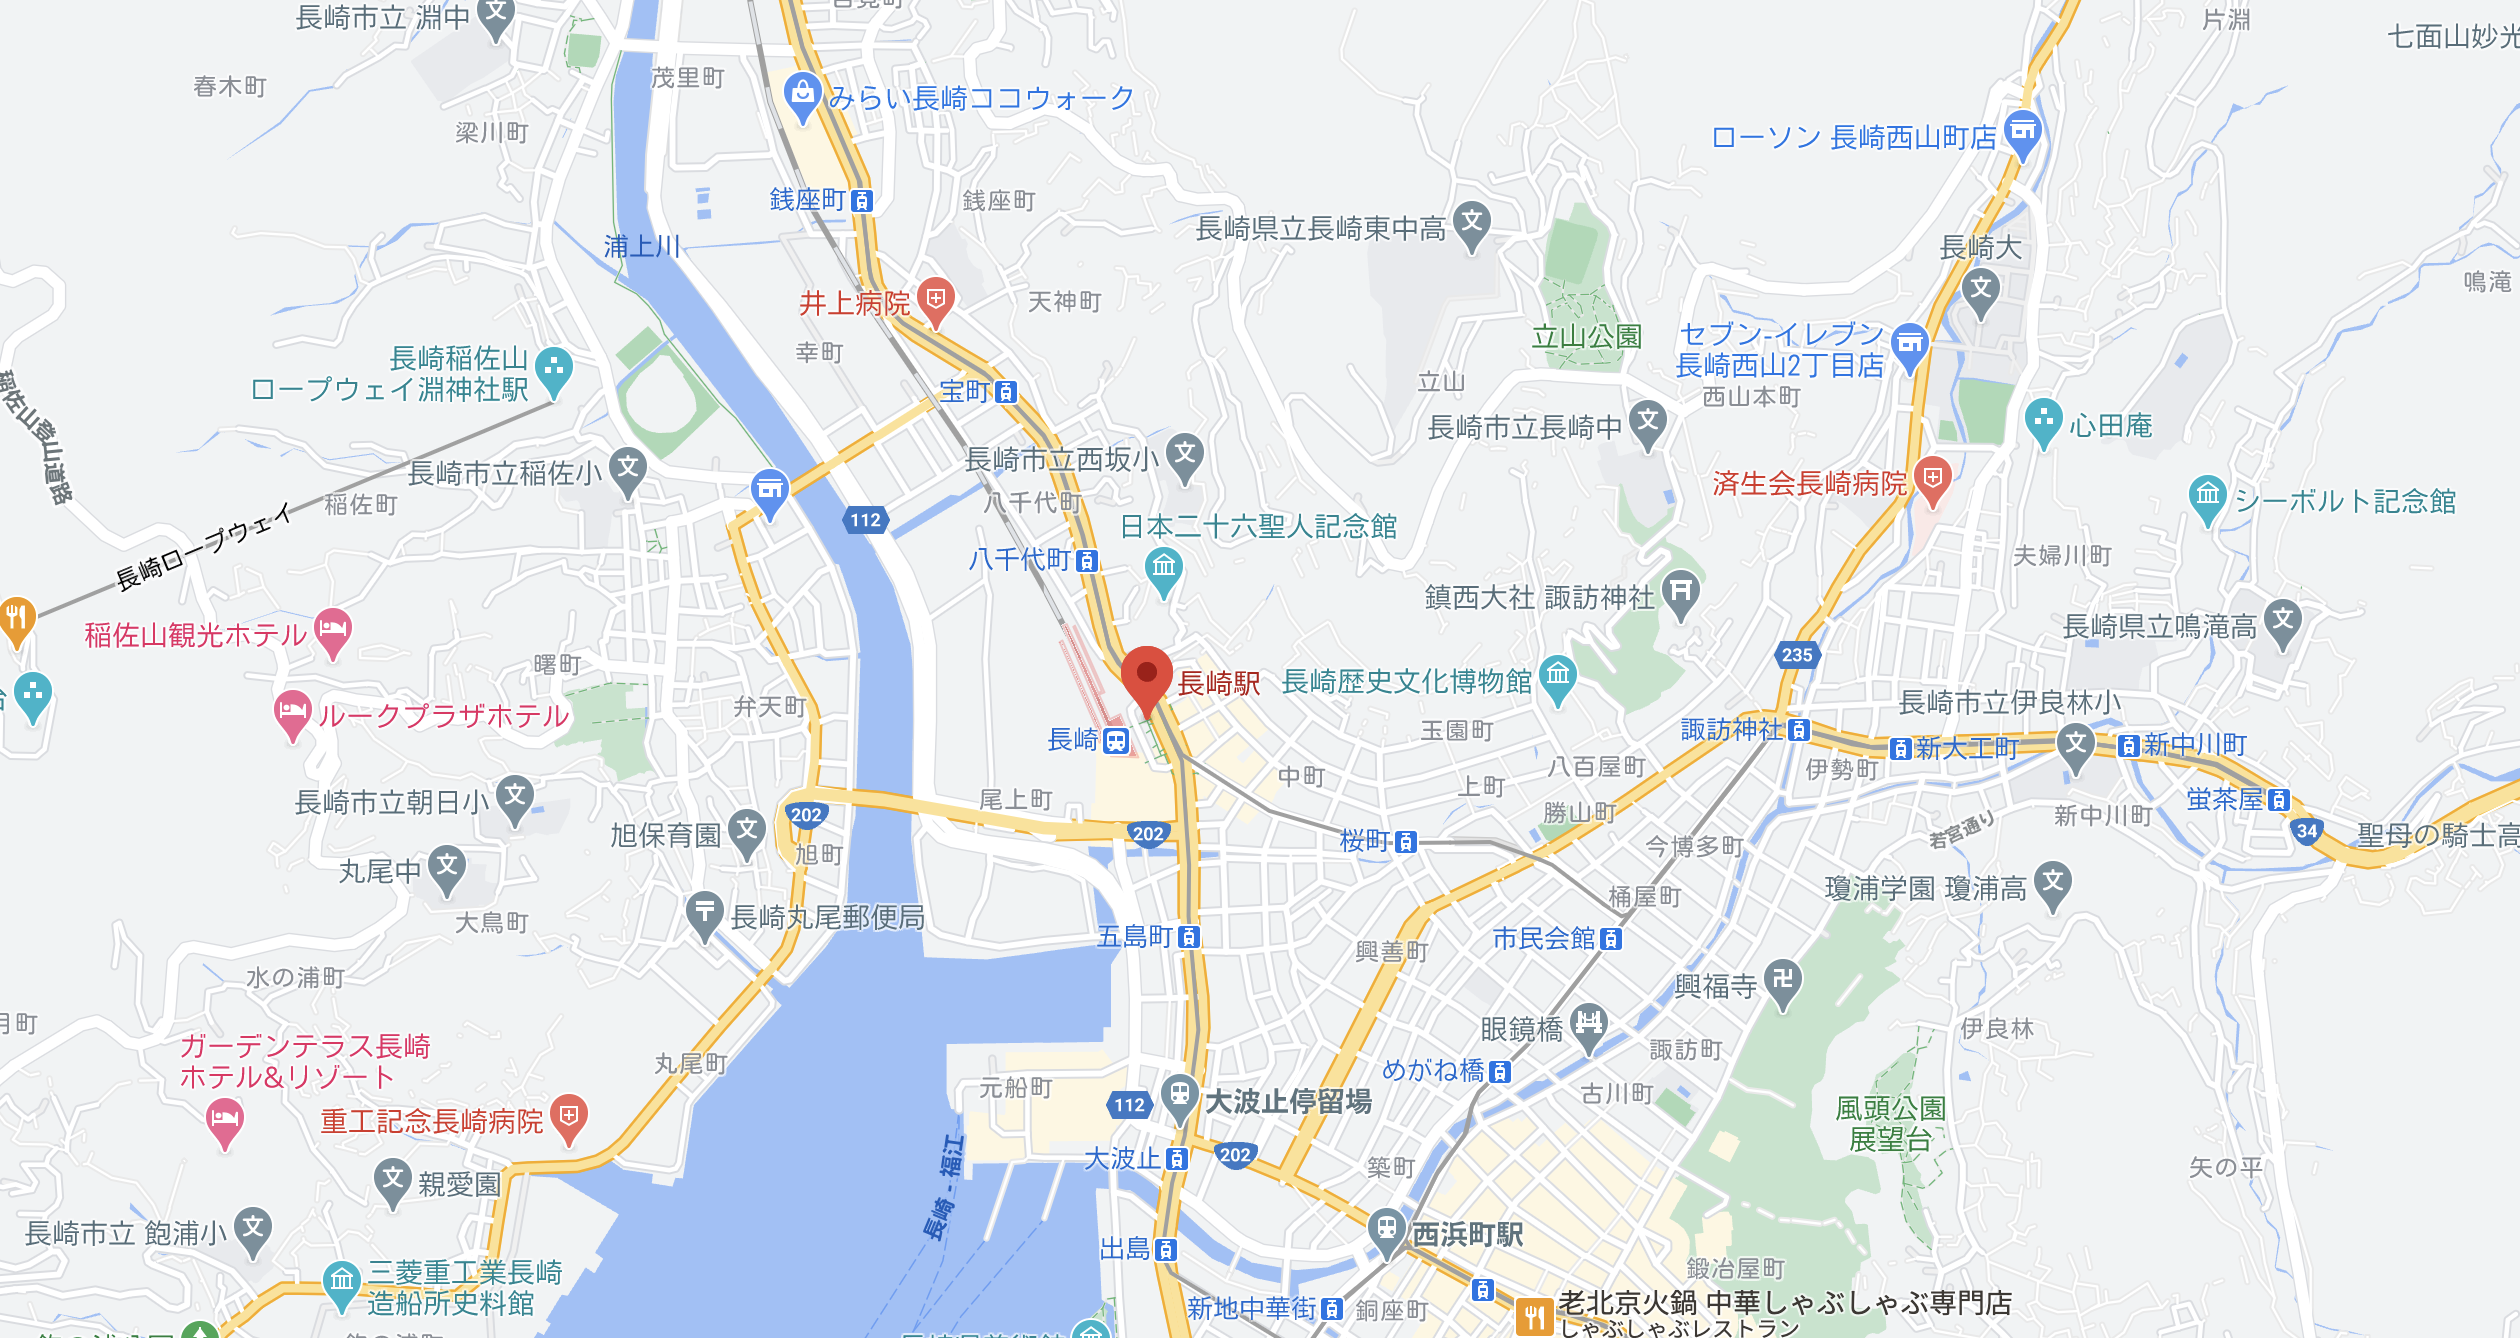 長崎市立 淵中
春木町
茂里町
梁川町
みらい長崎ココウォーク
片淵
七面山妙光
ローソン 長崎西山町店
銭座町
銭座町
長崎県立長崎東中高
浦上川
長崎大
鳴滝
井上病院
天神町
立山公園
セブン-イレブン
長崎西山2丁目店
幸町
長崎稲佐山
ロープウェイ淵神社駅
稲佐山登山道路
宝町
立山
西山本町
長崎市立長崎中
心田庵
長崎市立稲佐小
長崎市立西坂小
済生会長崎病院
稲佐町
八千代町
シーボルト記念館
112
日本二十六聖人記念館
長崎ロープウェイ
八千代町
夫婦川町
鎮西大社 諏訪神社
稲佐山観光ホテル
長崎県立鳴滝高
曙町
235
長崎駅
長崎歴史文化博物館
弁天町
長崎市立伊良林小
ルークプラザホテル
玉園町
諏訪神社
長崎
新大工町
新中川町
中町
八百屋町
伊勢町
上町
長崎市立朝日小
尾上町
202
202
勝山町
新中川町
蛍茶屋
34
旭保育園
旭町
桜町
今博多町
若宮通り
聖母の騎士高
丸尾中
桶屋町
瓊浦学園 瓊浦高
大鳥町
長崎丸尾郵便局
五島町
興善町
市民会館
水の浦町
興福寺
月町
眼鏡橋
伊良林
ガーデンテラス長崎
ホテル&リゾート
丸尾町
諏訪町
めがね橋
元船町
古川町
112
大波止停留場
風頭公園
展望台
重工記念長崎病院
長崎 - 福江
大波止
202
築町
矢の平
親愛園
長崎市立 飽浦小
西浜町駅
出島
三菱重工業長崎
造船所史料館
鍛冶屋町
新地中華街
銅座町
老北京火鍋 中華しゃぶしゃぶ専門店
しゃぶしゃぶレストラン